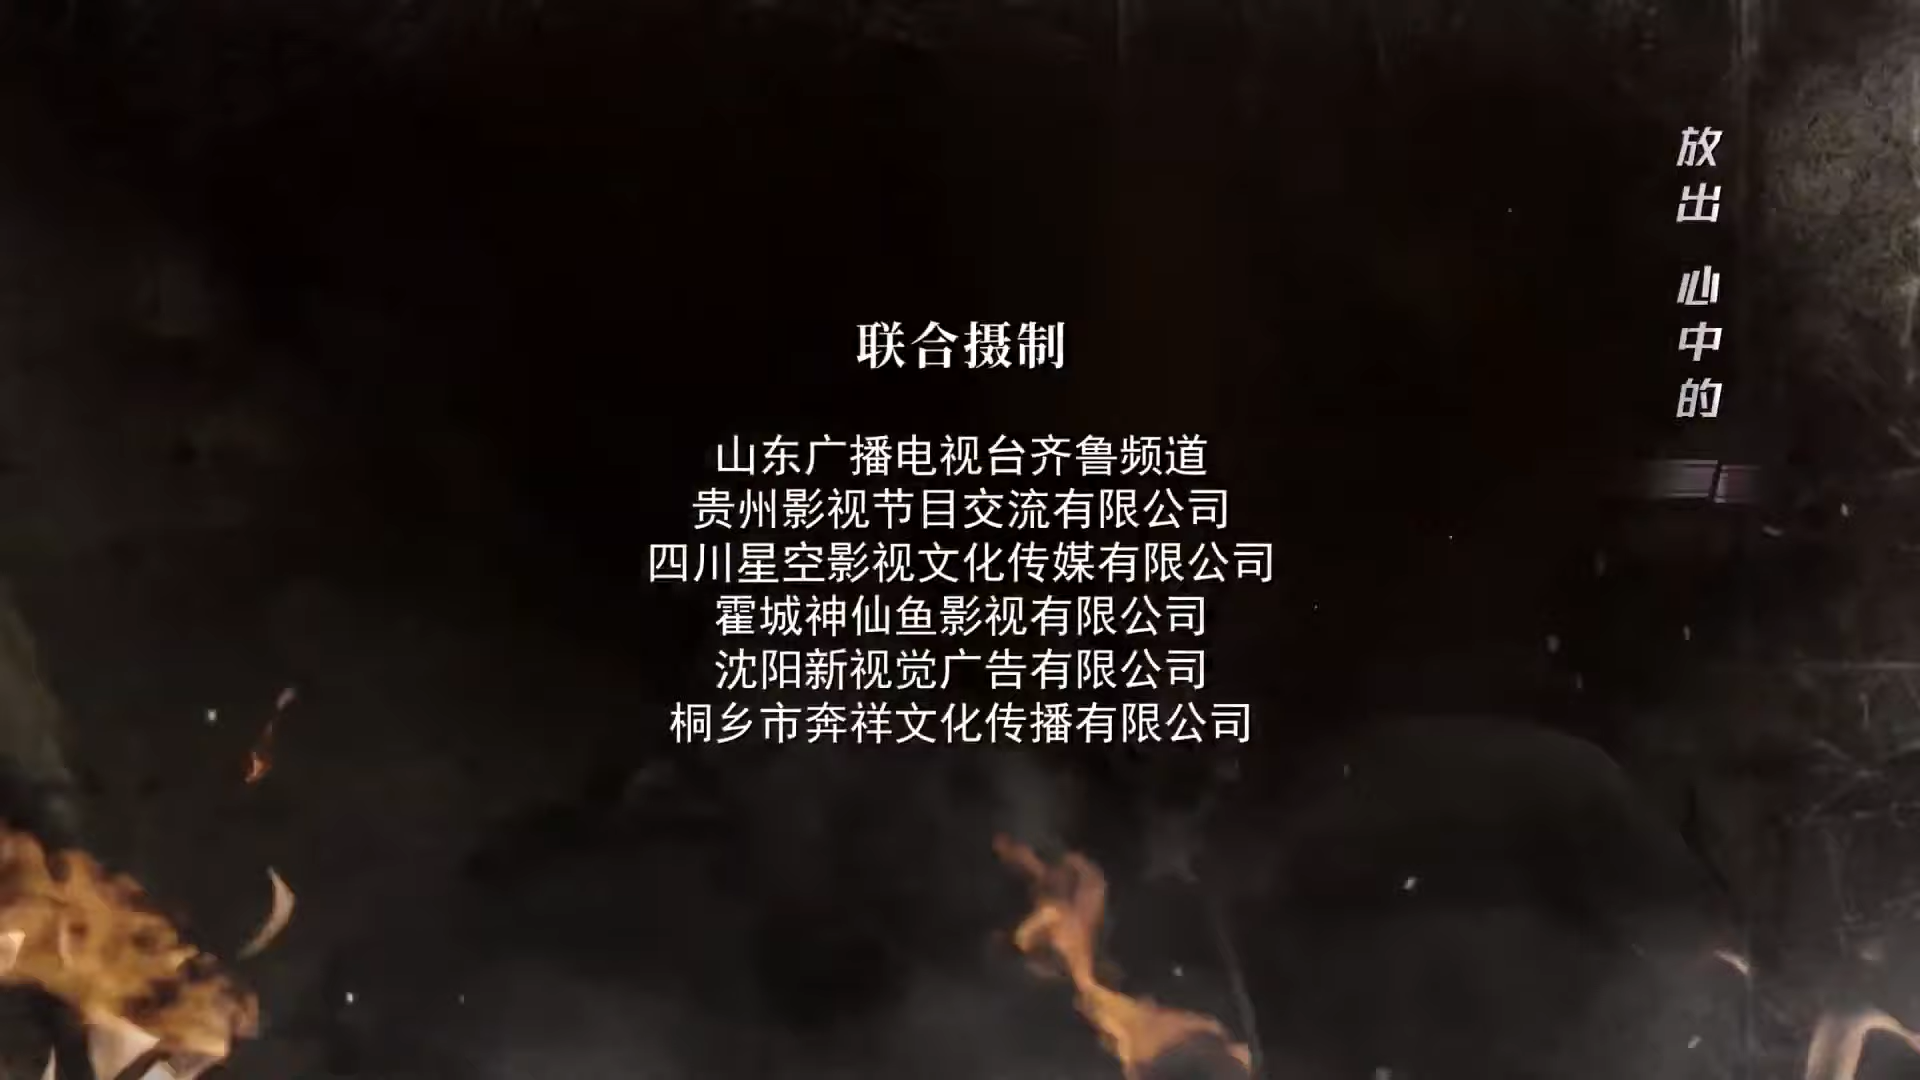 联合摄制
山东广播电视台齐鲁频道
贵州影视节目交流有限公司
四川星空影视文化传媒有限公司
霍城神仙鱼影视有限公司
沈阳新视觉广告有限公司
桐乡市奔祥文化传播有限公司
放出 心中的